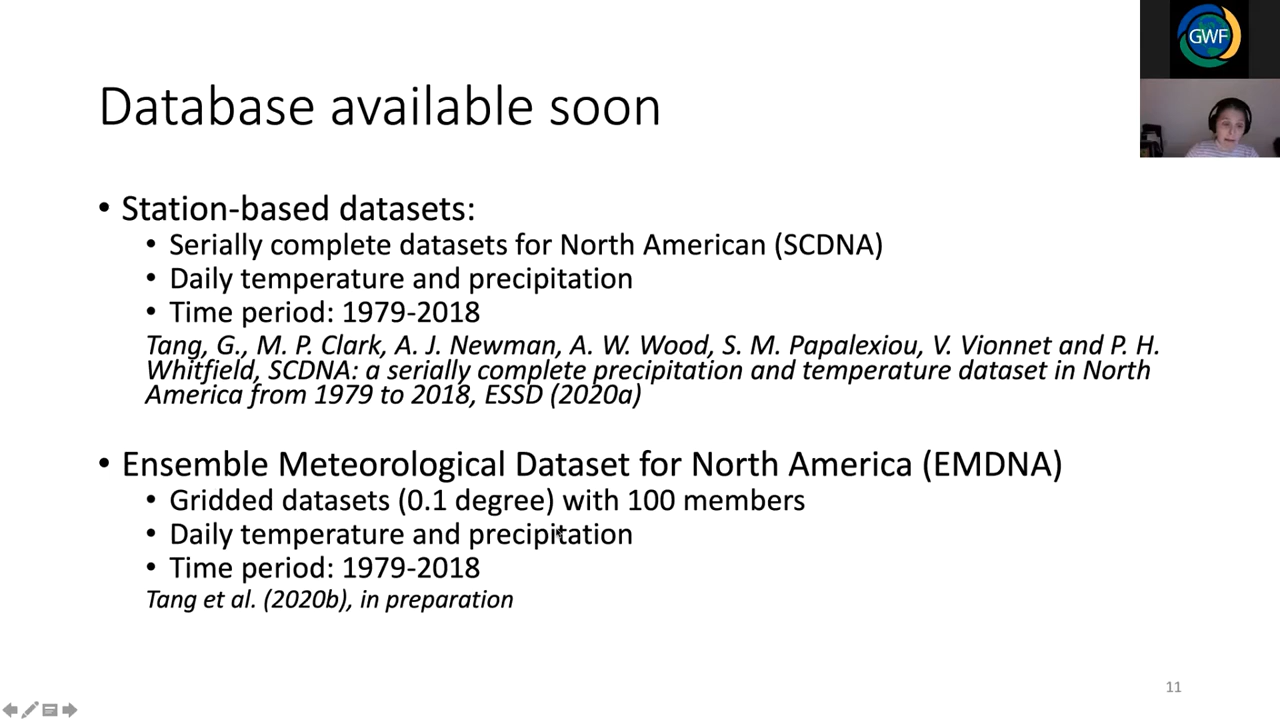 GWF
Database available soon
• Station-based datasets:
• Serially complete datasets for North American (SCDNA)
• Daily temperature and precipitation
• Time period: 1979-2018
Tang, G., M. P. Clark, A. J. Newman, A. W. Wood, S. M. Papalexiou, V. Vionnet and P. H.
Whitfield, SCDNA: a serially complete precipitation and temperature dataset in North
America from 1979 to 2018, ESSD (2020a)
• Ensemble Meteorological Dataset for North America (EMDNA)
• Gridded datasets (0.1 degree) with 100 members
• Daily temperature and precipitation
• Time period: 1979-2018
Tang et al. (2020b), in preparation
11